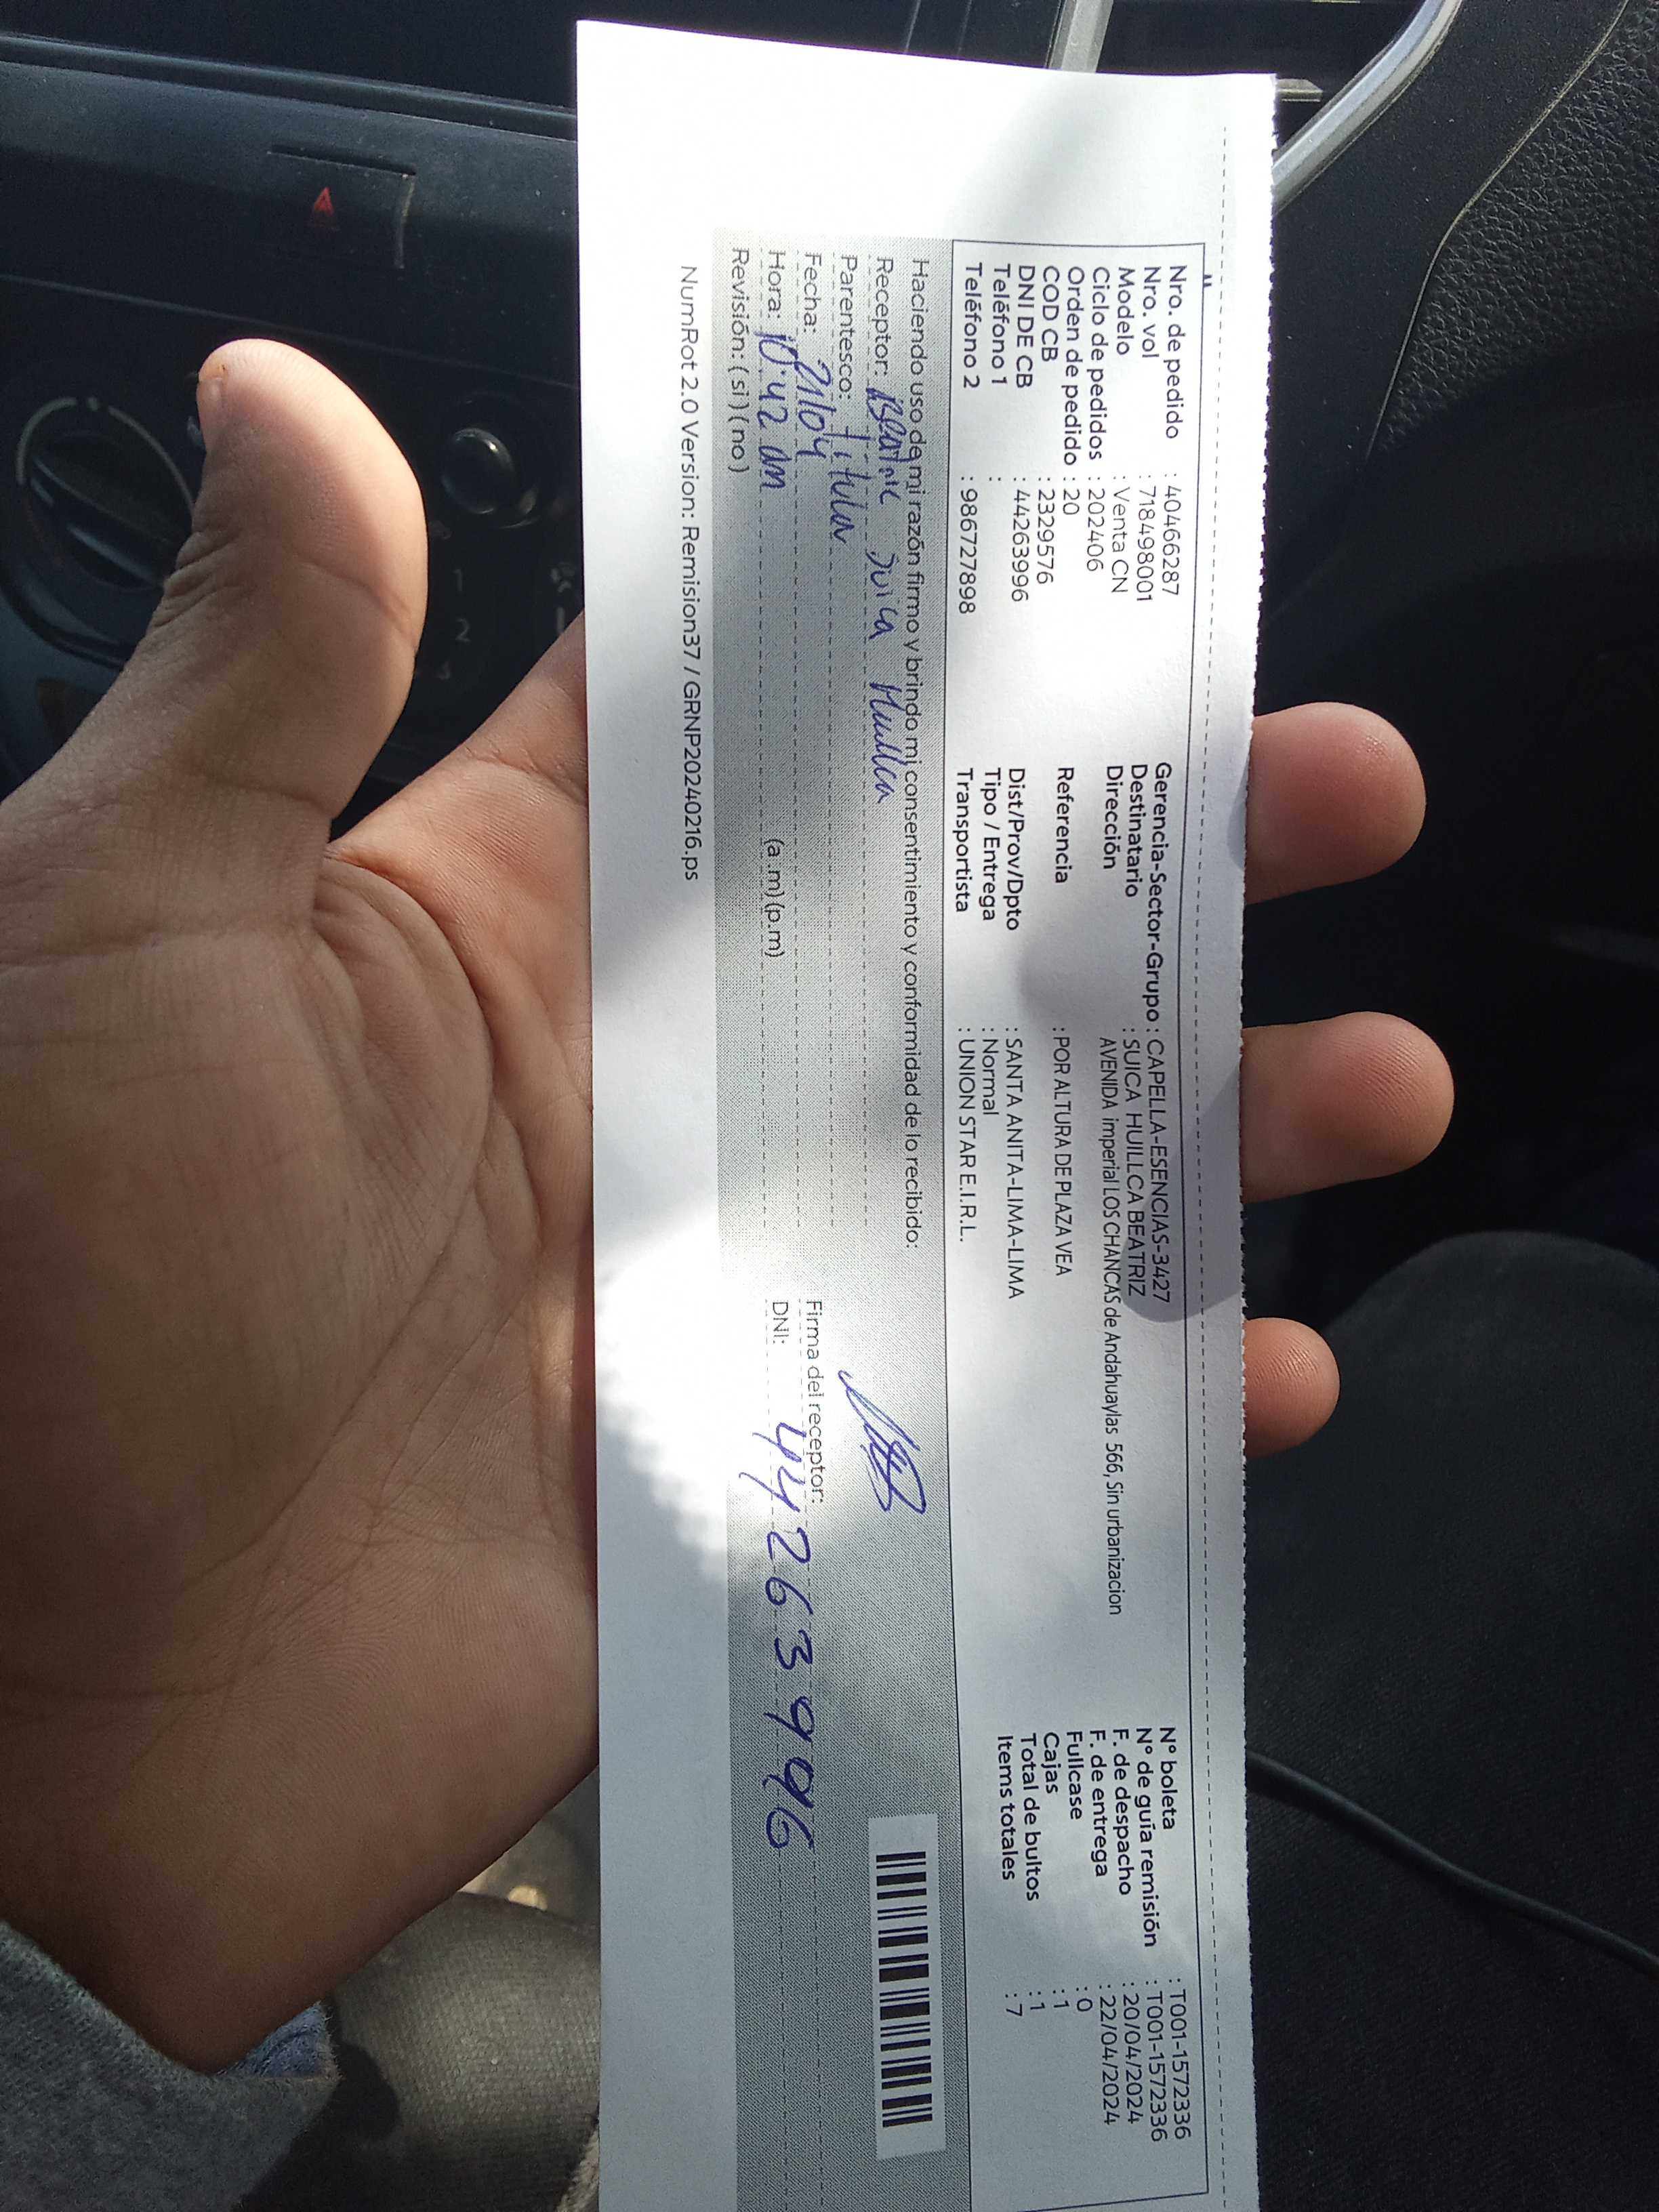 Nro. de pedido : 404666287
Nro. vol : 718498001
Modelo : Venta CN
Ciclo de pedidos : 202406
Orden de pedido : 20
COD CB : 2329576
DNI DE CB : 44263996
Teléfono 1 :
Teléfono 2 : 986727898
Gerencia-Sector-Grupo : CAPELLA-ESENCIAS-3427
Destinatario : SUICA HUILLCA BEATRIZ
Dirección AVENIDA imperial LOS CHANCAS de Andahuaylas 566, Sin urbanizacion
Referencia : POR ALTURA DE PLAZA VEA
Dist/Prov/Dpto : SANTA ANITA-LIMA-LIMA
Tipo / Entrega : Normal
Transportista : UNION STAR E.I.R.L.
N° boleta : T001-1572336
N° de guía remisión : T001-1572336
F. de despacho : 20/04/2024
F. de entrega : 22/04/2024
Fullcase : 0
Cajas : 1
Total de bultos : 1
Items totales : 7
Haciendo uso de mi razón firmo y brindo mi consentimiento y conformidad de lo recibido:
Receptor: Suica
Parentesco: titular
Fecha: 21/04
Hora: 10:42 am (a.m) (p.m)
Revisión: ( si ) ( no )
Firma del receptor:
DNI: 44263996
NumRot 2.0 Version: Remision37 / GRNP20240216.ps